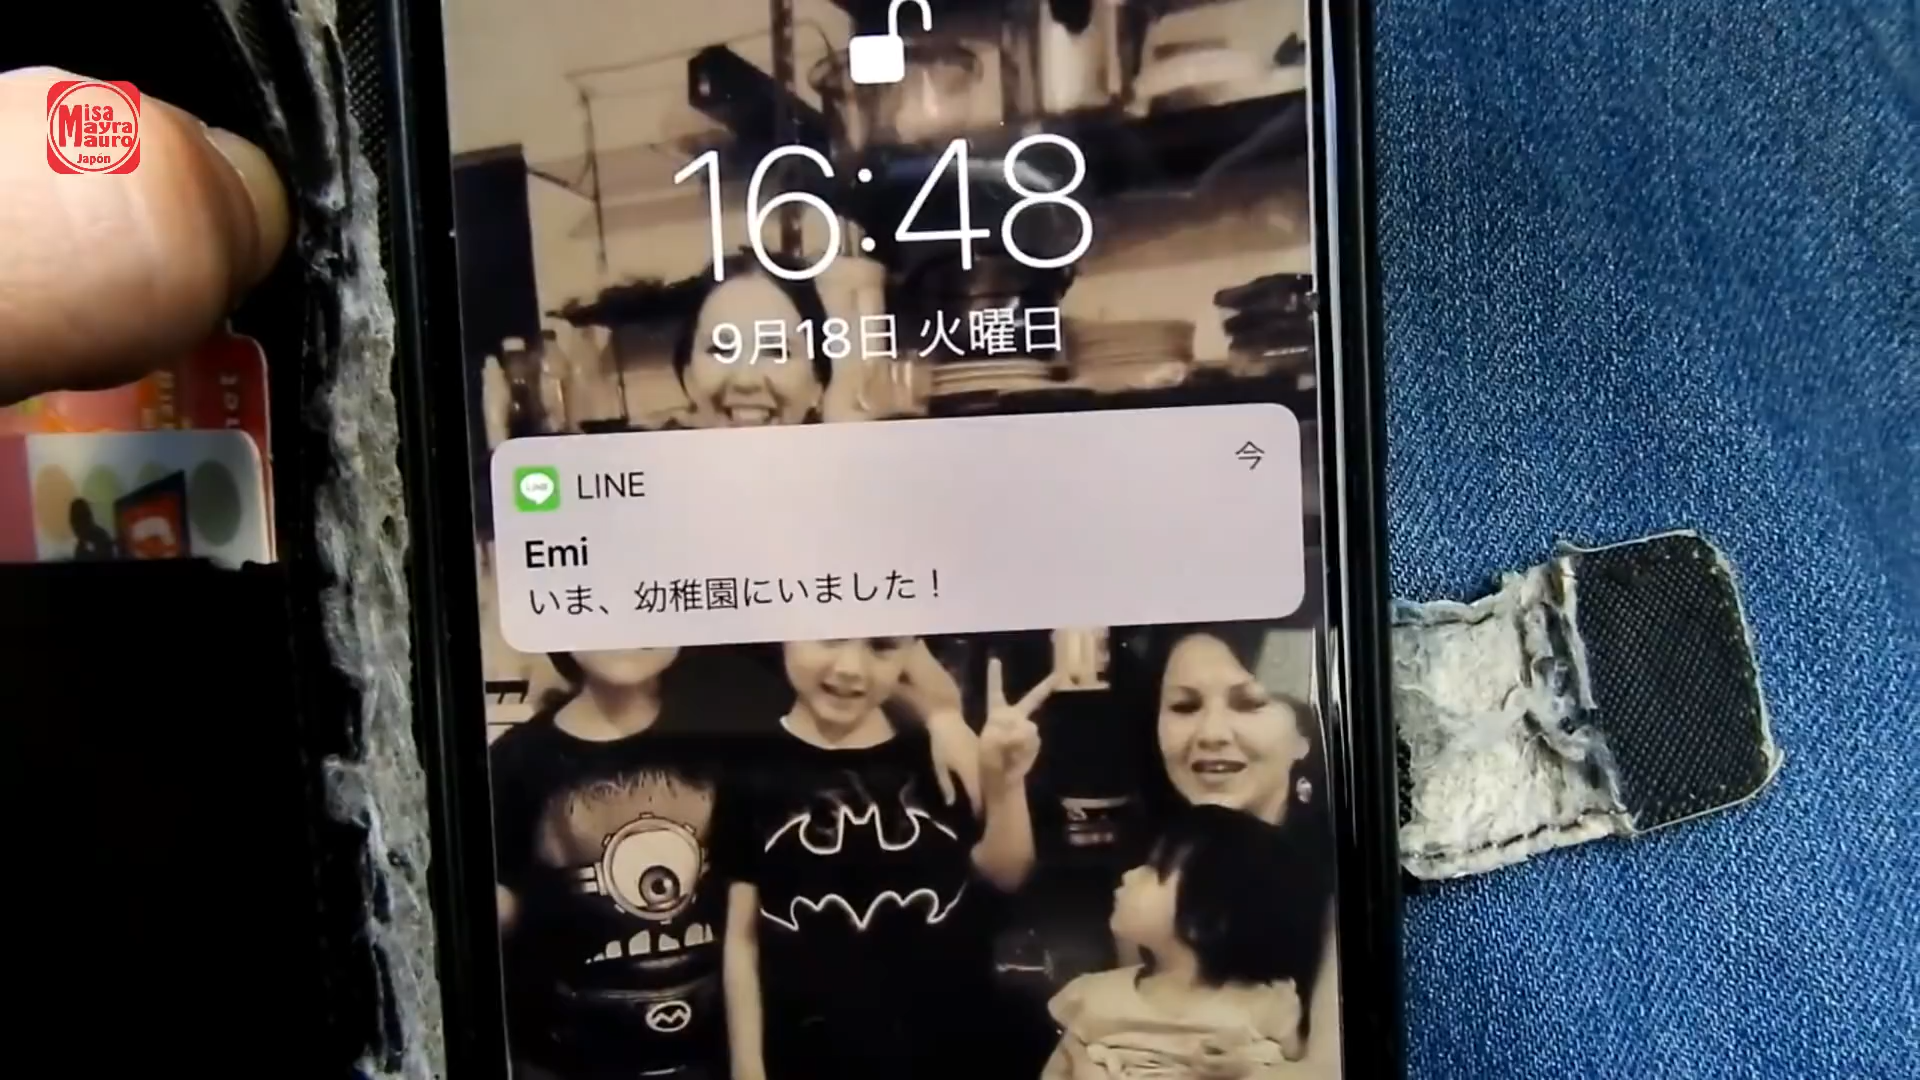 Misa
Mayra
Mauro
Japón
16:48
9月18日 火曜日
LINE
今
Emi
いま、幼稚園にいました！